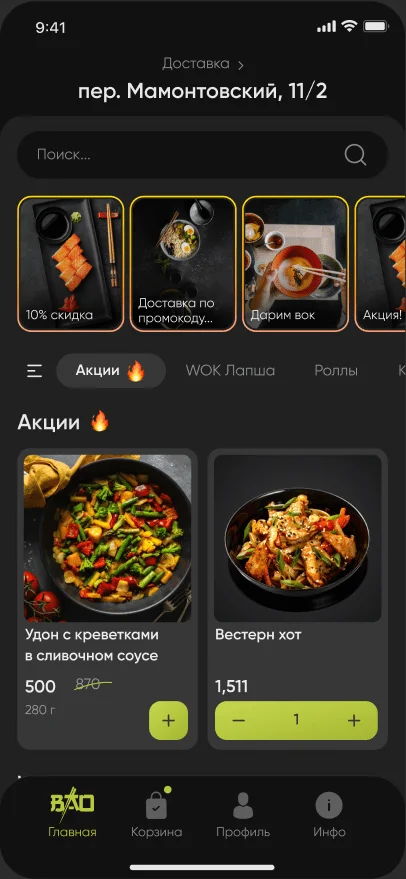 9:41
Доставка >
пер. Мамонтовский, 11/2
Поиск...
10% скидка
Доставка по
промокоду...
Дарим вок
Акция!
Акции 🔥
WOK Лапша
Роллы
К
Акции 🔥
Удон с креветками
в сливочном соусе
500 870
280 г
+
Вестерн хот
1,511
− 1 +
ВАО
Главная
Корзина
Профиль
Инфо